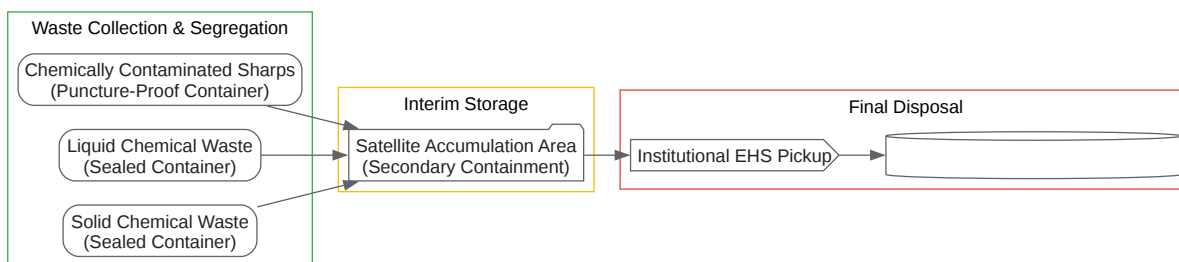 Waste Collection & Segregation
Chemically Contaminated Sharps
(Puncture-Proof Container)
Liquid Chemical Waste
(Sealed Container)
Solid Chemical Waste
(Sealed Container)
Interim Storage
Satellite Accumulation Area
(Secondary Containment)
Final Disposal
Institutional EHS Pickup